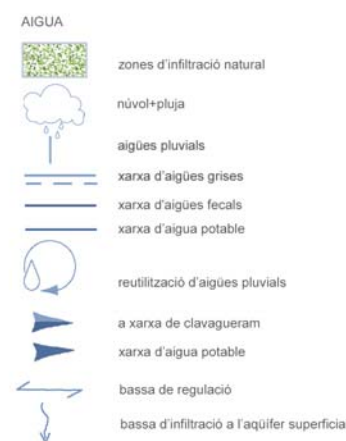 AIGUA
zones d'infiltració natural
núvol+pluja
aigües pluvials
xarxa d'aigües grises
xarxa d'aigües fecals
xarxa d'aigua potable
reutilització d'aigües pluvials
a xarxa de clavagueram
xarxa d'aigua potable
bassa de regulació
bassa d'infiltració a l'aqüífer superficia